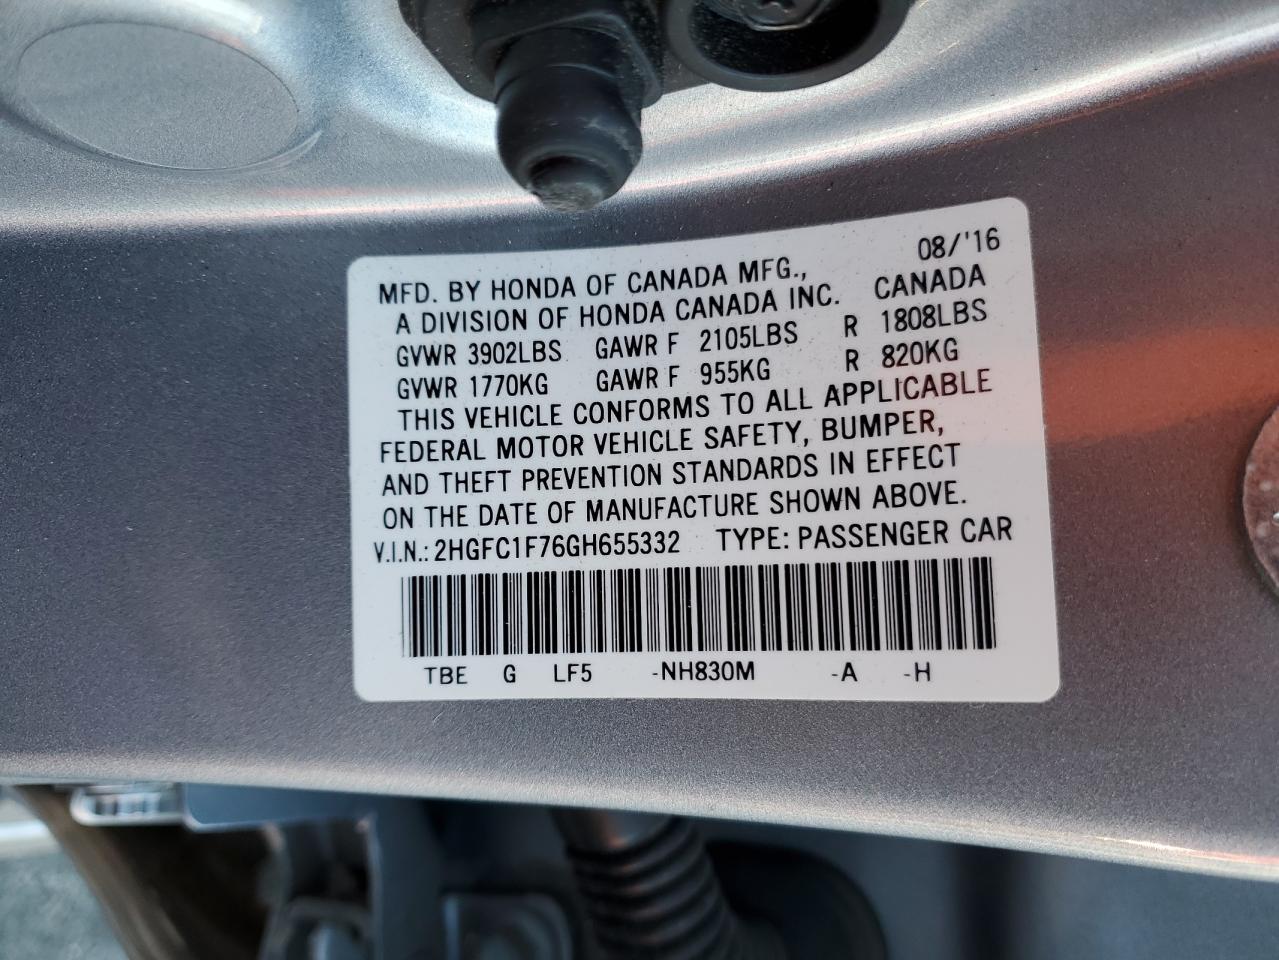 08/'16
MFD. BY HONDA OF CANADA MFG.,
A DIVISION OF HONDA CANADA INC. CANADA
GVWR 3902LBS GAWR F 2105LBS R 1808LBS
GVWR 1770KG GAWR F 955KG R 820KG
THIS VEHICLE CONFORMS TO ALL APPLICABLE
FEDERAL MOTOR VEHICLE SAFETY, BUMPER,
AND THEFT PREVENTION STANDARDS IN EFFECT
ON THE DATE OF MANUFACTURE SHOWN ABOVE.
V.I.N.: 2HGFC1F76GH655332 TYPE: PASSENGER CAR
TBE G LF5 -NH830M -A -H